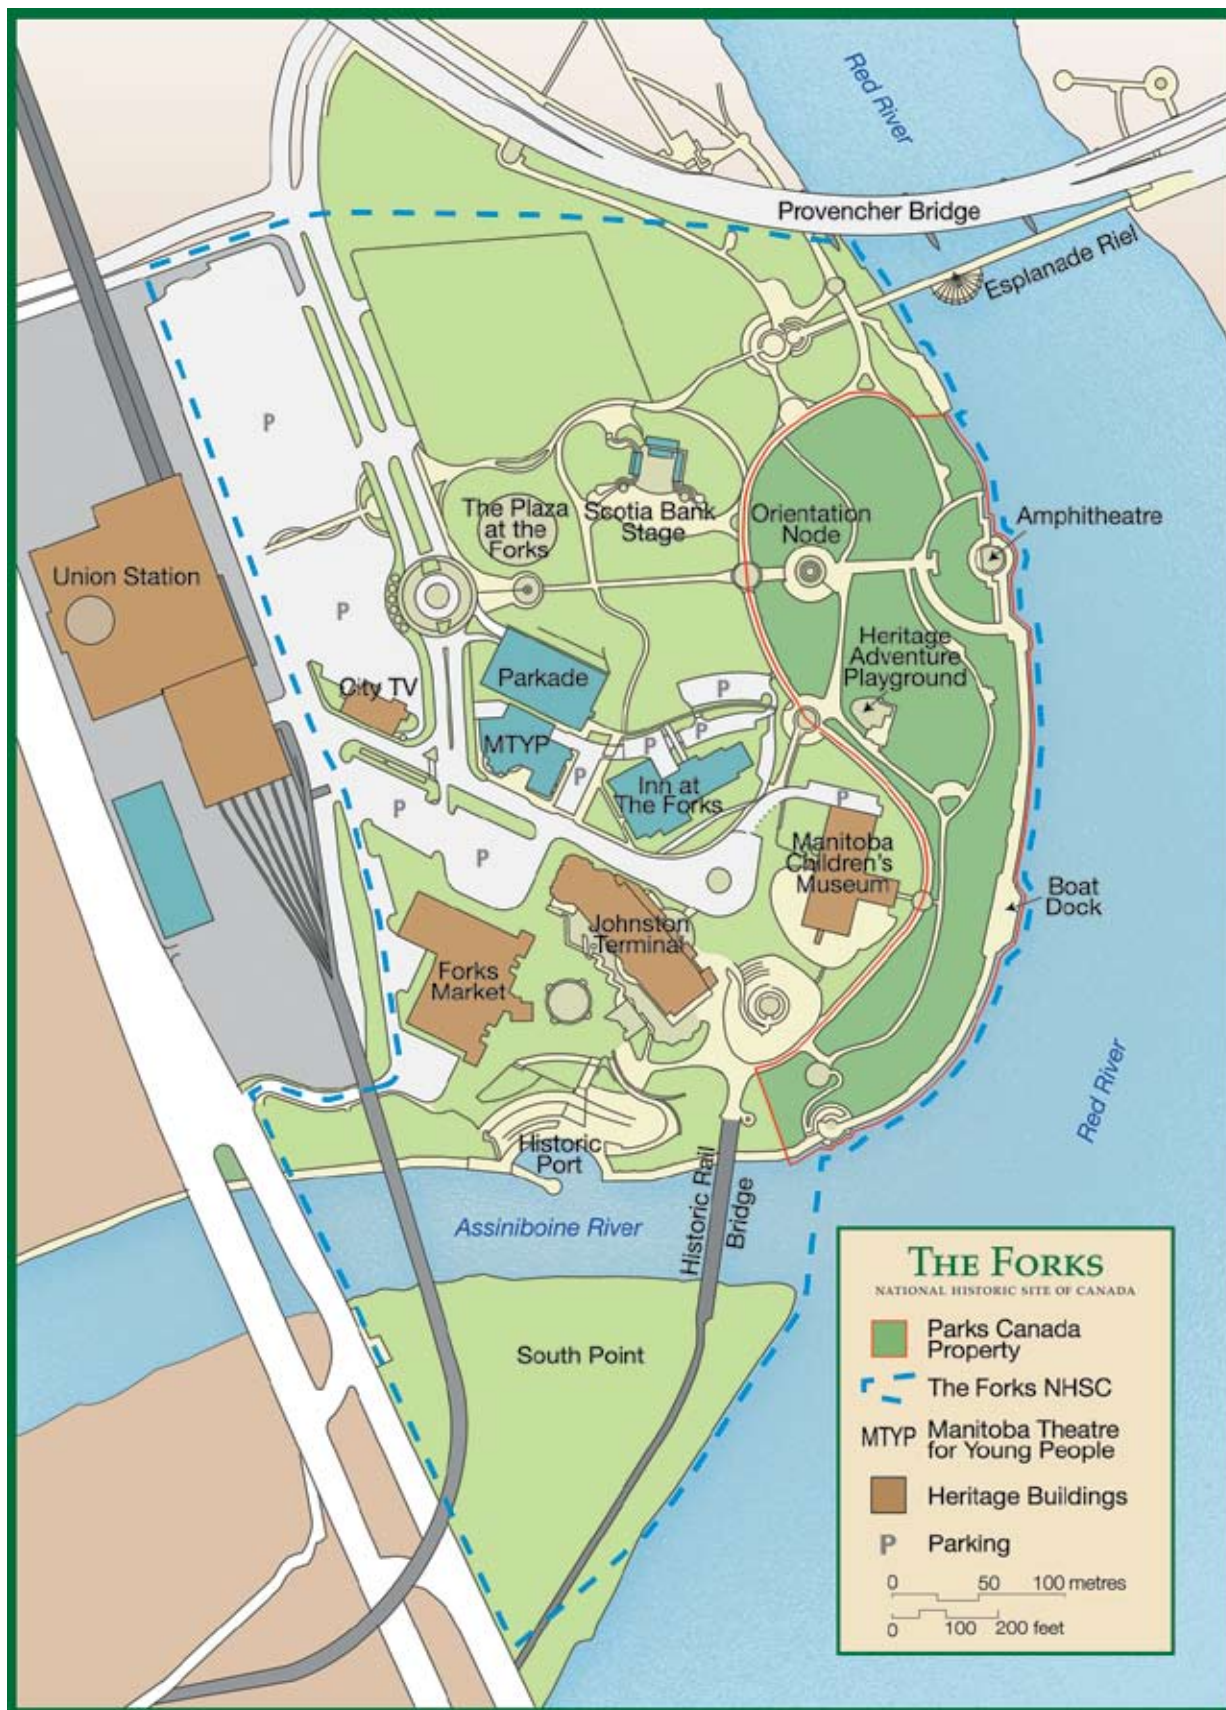 Red River
Provencher Bridge
Esplanade Riel
P
The Plaza
at the
Forks
Scotia Bank
Stage
Orientation
Node
Amphitheatre
Union Station
P
Heritage
Adventure
Playground
City TV
Parkade
P
MTYP
P
P
P
Inn at
The Forks
P
P
P
Manitoba
Children's
Museum
Boat
Dock
Johnston
Terminal
Forks
Market
Red River
Historic
Port
Historic Rail
Bridge
Assiniboine River
South Point
THE FORKS
NATIONAL HISTORIC SITE OF CANADA
Parks Canada
Property
The Forks NHSC
MTYP Manitoba Theatre
for Young People
Heritage Buildings
P Parking
0 50 100 metres
0 100 200 feet